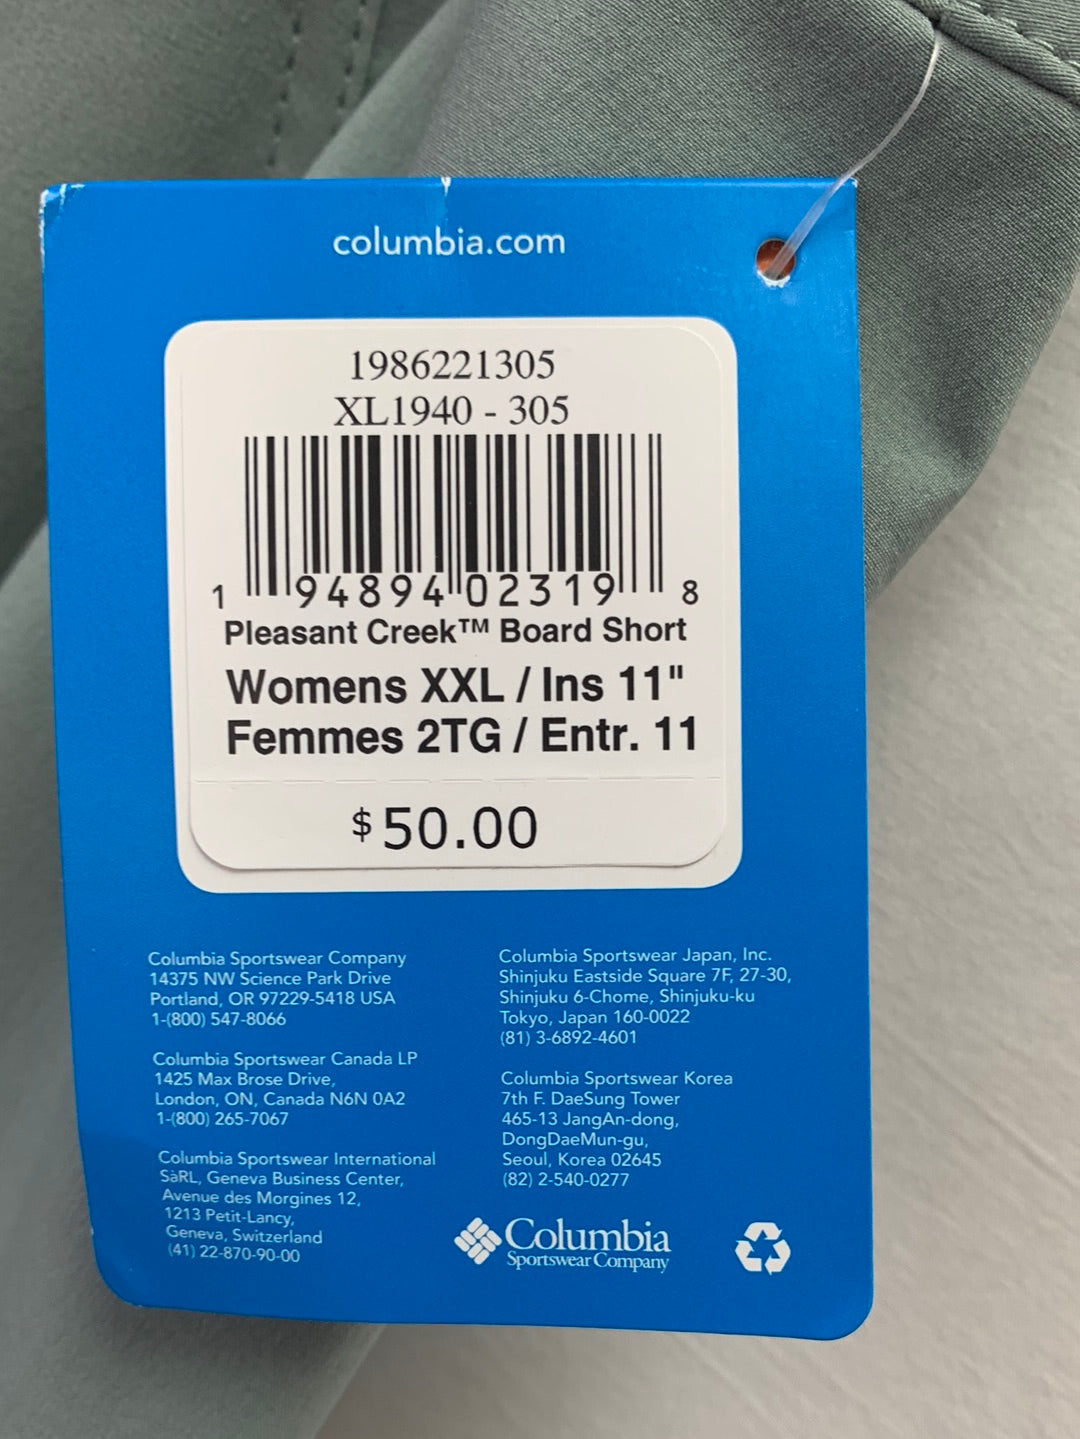 columbia.com
1986221305
XL1940 - 305
1 94894 02319 8
Pleasant Creek™ Board Short
Womens XXL / Ins 11"
Femmes 2TG / Entr. 11
$50.00
Columbia Sportswear Company
14375 NW Science Park Drive
Portland, OR 97229-5418 USA
1-(800) 547-8066
Columbia Sportswear Canada LP
1425 Max Brose Drive,
London, ON, Canada N6N 0A2
1-(800) 265-7067
Columbia Sportswear International
SàRL, Geneva Business Center,
Avenue des Morgines 12,
1213 Petit-Lancy,
Geneva, Switzerland
(41) 22-870-90-00
Columbia Sportswear Japan, Inc.
Shinjuku Eastside Square 7F, 27-30,
Shinjuku 6-Chome, Shinjuku-ku
Tokyo, Japan 160-0022
(81) 3-6892-4601
Columbia Sportswear Korea
7th F. DaeSung Tower
465-13 JangAn-dong,
DongDaeMun-gu,
Seoul, Korea 02645
(82) 2-540-0277
Columbia
Sportswear Company